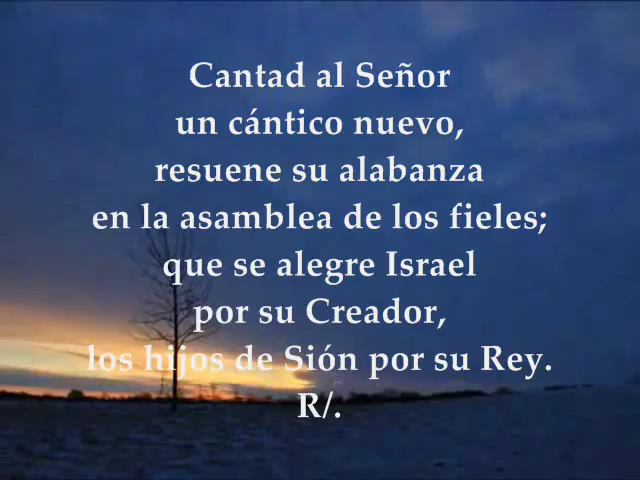 Cantad al Señor
un cántico nuevo,
resuene su alabanza
en la asamblea de los fieles;
que se alegre Israel
por su Creador,
los hijos de Sión por su Rey.
R/.